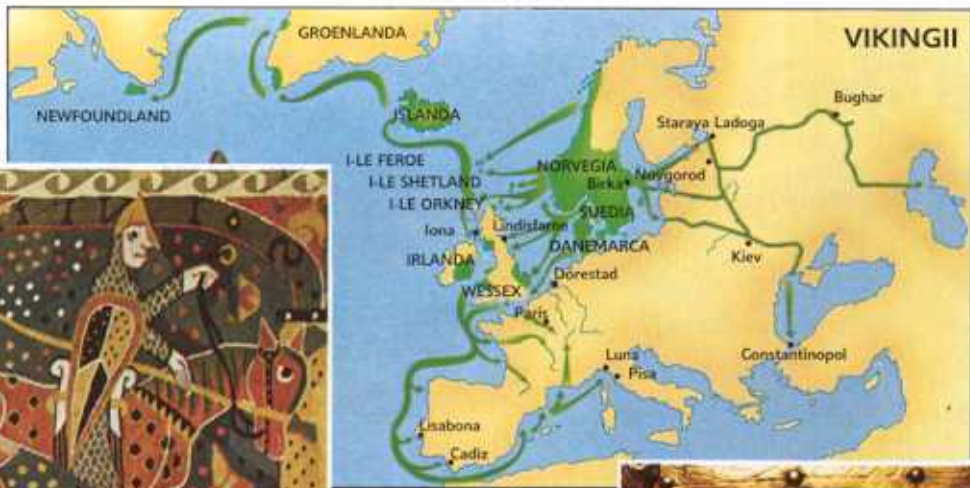 VIKINGII
GROENLANDA
NEWFOUNDLAND
ISLANDA
Bughar
Staraya Ladoga
I-LE FEROE
NORVEGIA
Novgorod
I-LE SHETLAND
Birka
I-LE ORKNEY
SUEDIA
Iona
Lindisfarne
DANEMARCA
IRLANDA
Kiev
Dorestad
WESSEX
Paris
Luna
Constantinopol
Pisa
Lisabona
Cadiz